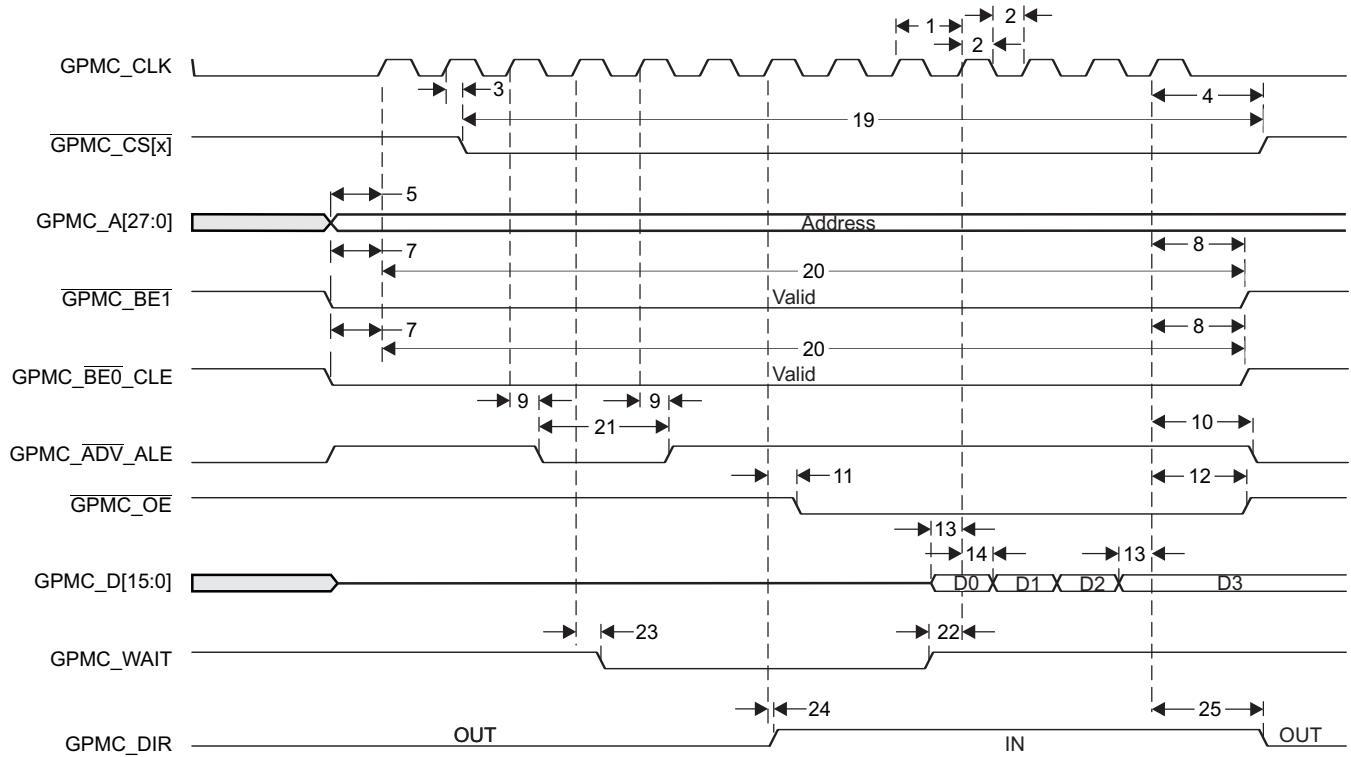 1
2
2
GPMC_CLK
3
4
19
GPMC_CS[x]
5
GPMC_A[27:0]
Address
7
8
20
GPMC_BE1
Valid
7
8
20
GPMC_BE0_CLE
Valid
9
9
21
10
GPMC_ADV_ALE
11
12
GPMC_OE
13
14
13
GPMC_D[15:0]
D0
D1
D2
D3
23
22
GPMC_WAIT
24
25
GPMC_DIR
OUT
IN
OUT